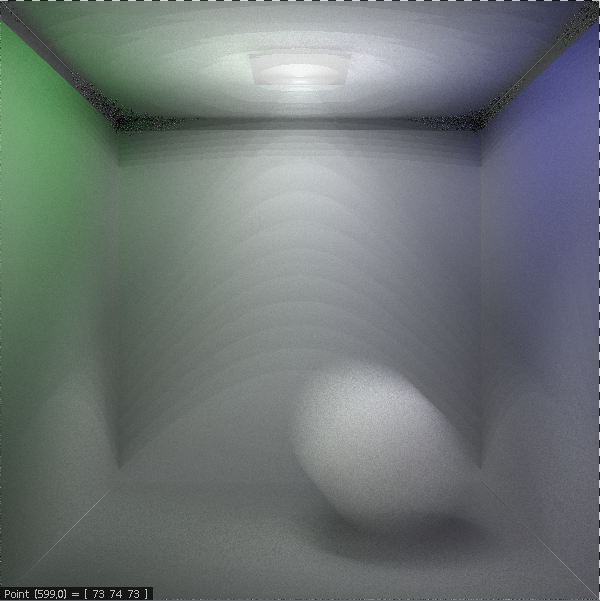 Point (599,0) = [ 73 74 73 ]